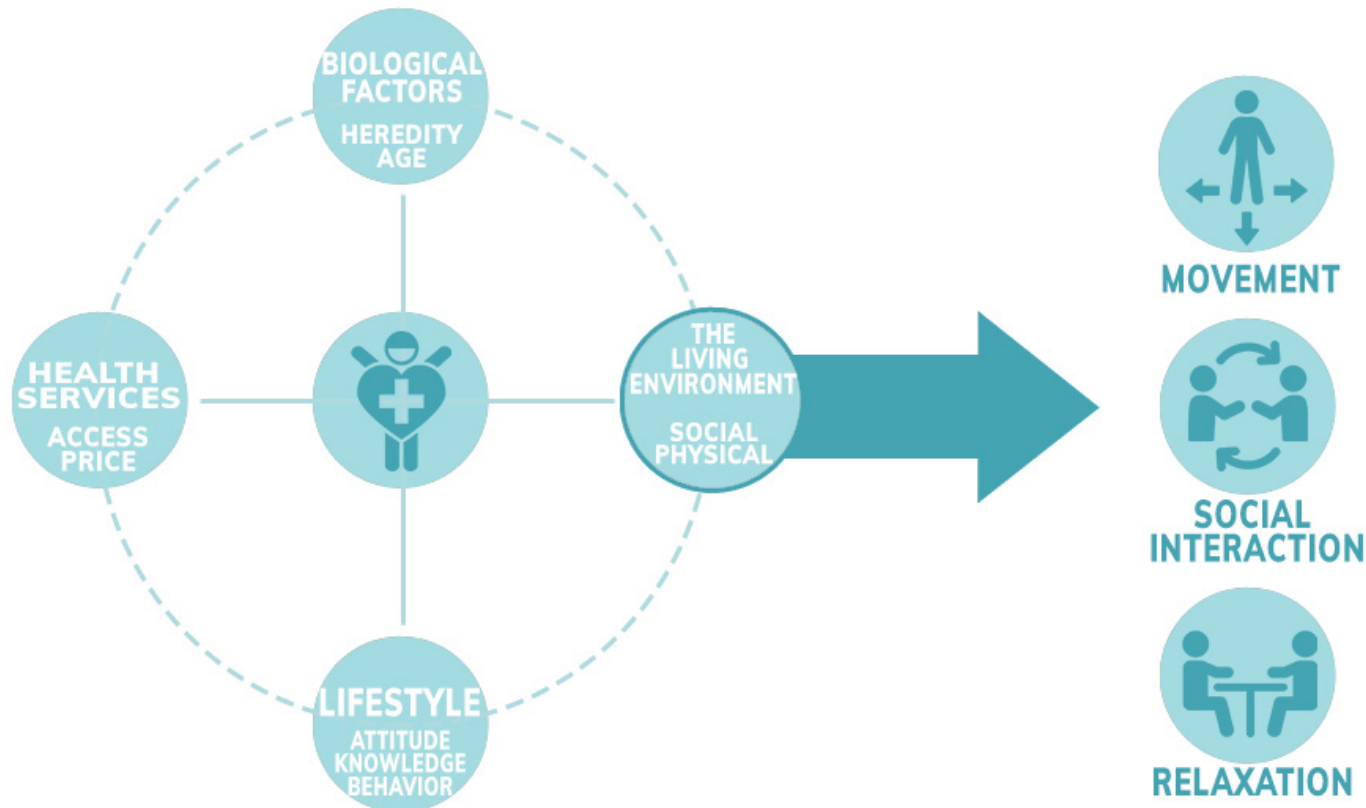 BIOLOGICAL
FACTORS
HEREDITY
AGE
HEALTH
SERVICES
ACCESS
PRICE
THE
LIVING
ENVIRONMENT
SOCIAL
PHYSICAL
LIFESTYLE
ATTITUDE
KNOWLEDGE
BEHAVIOR
MOVEMENT
SOCIAL
INTERACTION
RELAXATION